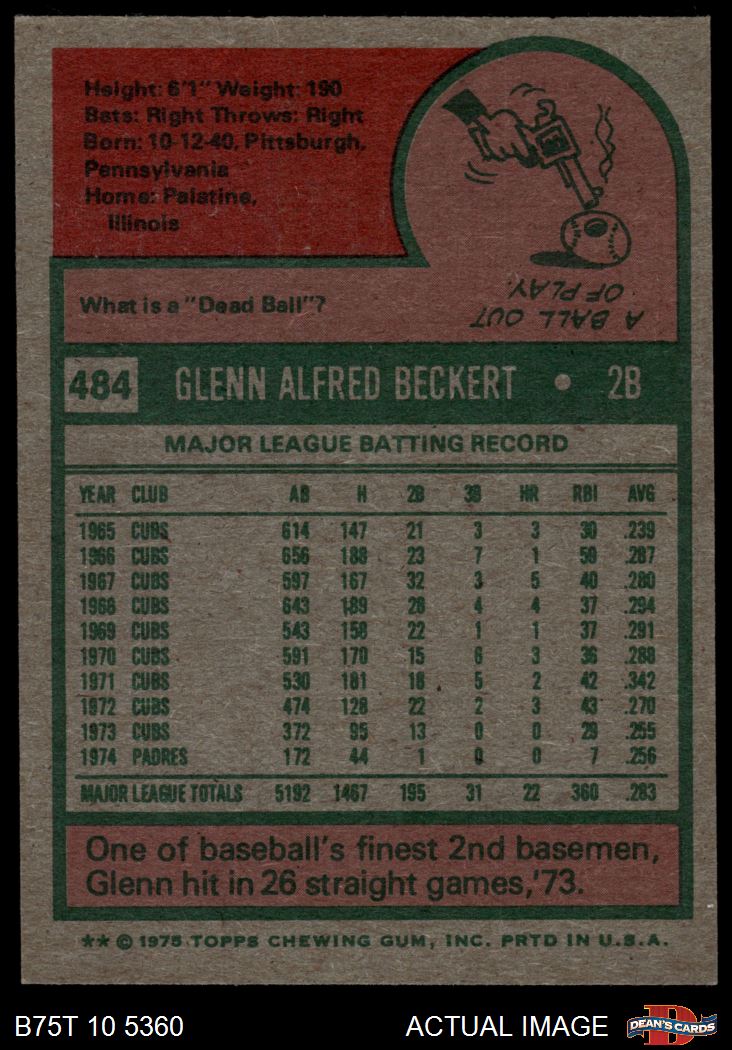 Height: 6'1" Weight: 190
Bats: Right Throws: Right
Born: 10-12-40, Pittsburgh,
Pennsylvania
Home: Palatine,
Illinois
What is a "Dead Ball"?
A BALL OUT
OF PLAY.
484 GLENN ALFRED BECKERT • 2B
MAJOR LEAGUE BATTING RECORD
YEAR CLUB AB H 2B 3B HR RBI AVG
1965 CUBS 614 147 21 3 3 30 .239
1966 CUBS 656 188 23 7 1 59 .287
1967 CUBS 597 167 32 3 5 40 .280
1968 CUBS 643 189 28 4 4 37 .294
1969 CUBS 543 158 22 1 1 37 .291
1970 CUBS 591 170 15 6 3 36 .288
1971 CUBS 530 181 18 5 2 42 .342
1972 CUBS 474 128 22 2 3 43 .270
1973 CUBS 372 95 13 0 0 29 .255
1974 PADRES 172 44 1 0 0 7 .256
MAJOR LEAGUE TOTALS 5192 1467 195 31 22 360 .283
One of baseball's finest 2nd basemen,
Glenn hit in 26 straight games,'73.
** © 1975 TOPPS CHEWING GUM, INC. PRTD IN U.S.A.
B75T 10 5360 ACTUAL IMAGE DEAN'S CARDS